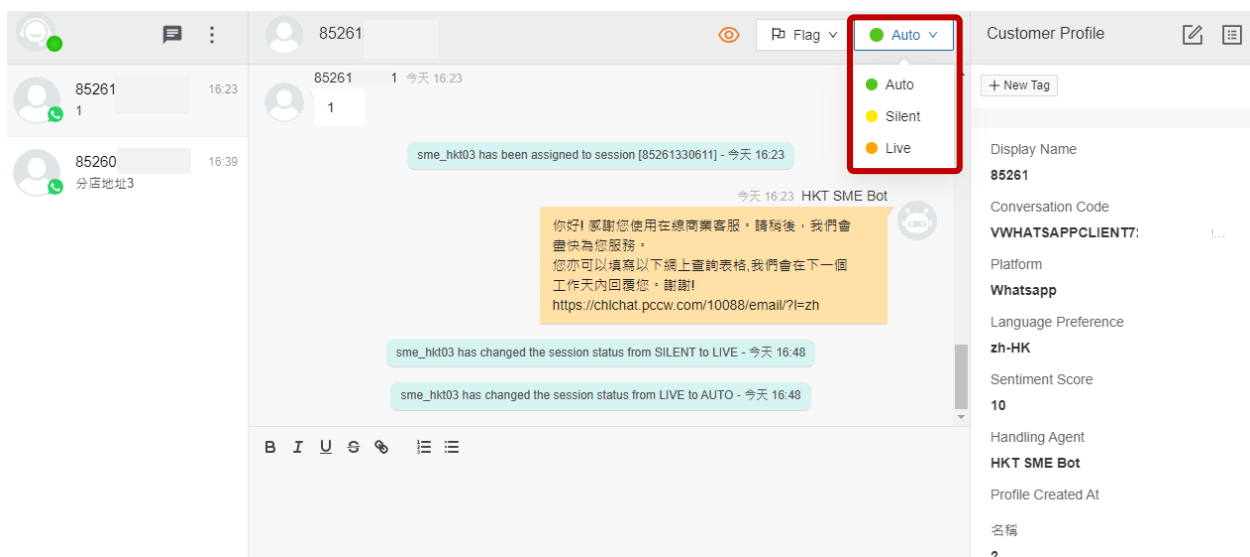 85261
16:23
1
85260
16:39
分店地址3
85261
Flag
Auto
Auto
Silent
Live
85261 1 今天 16:23
1
sme_hkt03 has been assigned to session [85261330611] - 今天 16:23
今天 16:23 HKT SME Bot
你好! 感謝您使用在線商業客服。請稍後，我們會
盡快為您服務。
您亦可以填寫以下網上查詢表格,我們會在下一個
工作天內回覆您。謝謝!
https://chlchat.pccw.com/10088/email/?l=zh
sme_hkt03 has changed the session status from SILENT to LIVE - 今天 16:48
sme_hkt03 has changed the session status from LIVE to AUTO - 今天 16:48
B I U S
Customer Profile
+ New Tag
Display Name
85261
Conversation Code
VWHATSAPPCLIENT7
Platform
Whatsapp
Language Preference
zh-HK
Sentiment Score
10
Handling Agent
HKT SME Bot
Profile Created At
名稱